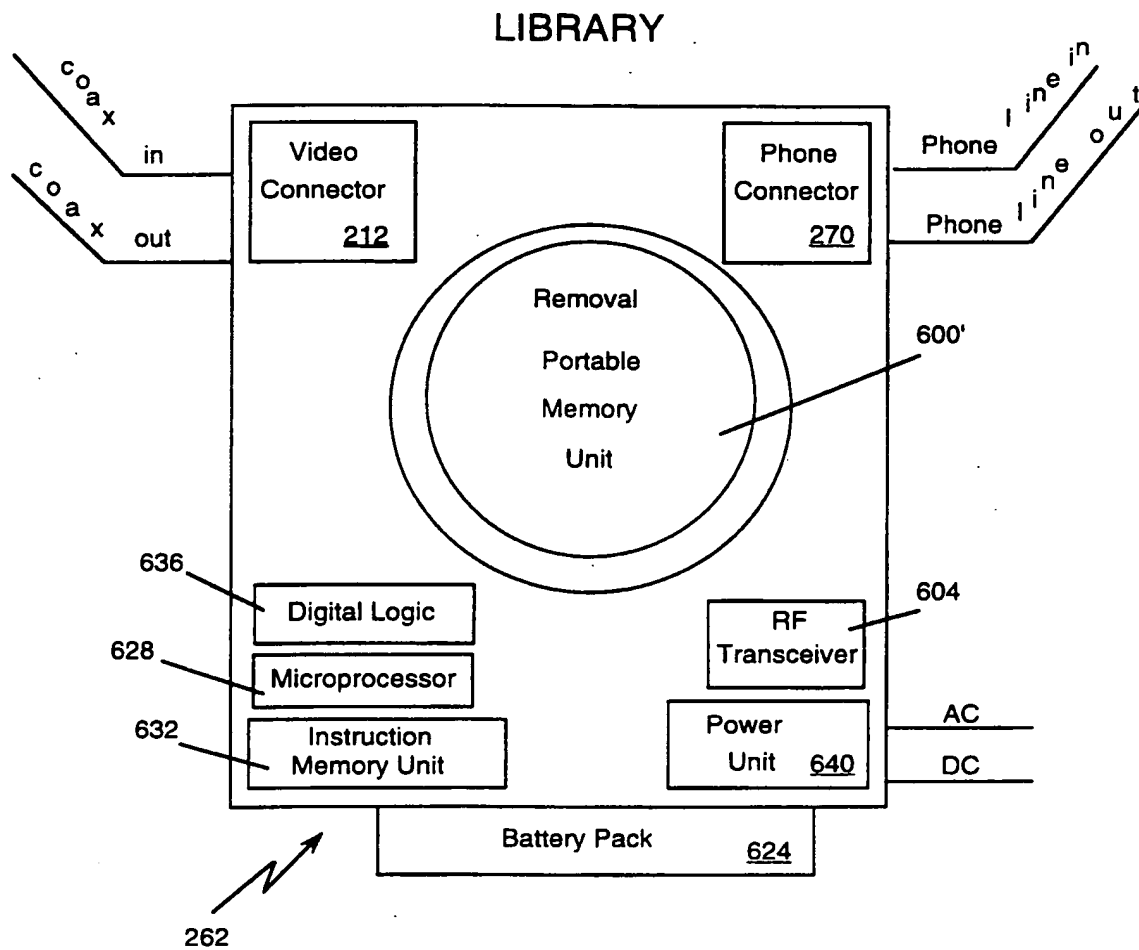 LIBRARY
coax in
coax out
Video
Connector
212
Phone
Connector
270
Phone line in
Phone line out
Removal
Portable
Memory
Unit
600'
636
Digital Logic
628
Microprocessor
632
Instruction
Memory Unit
604
RF
Transceiver
Power
Unit
640
AC
DC
Battery Pack
624
262